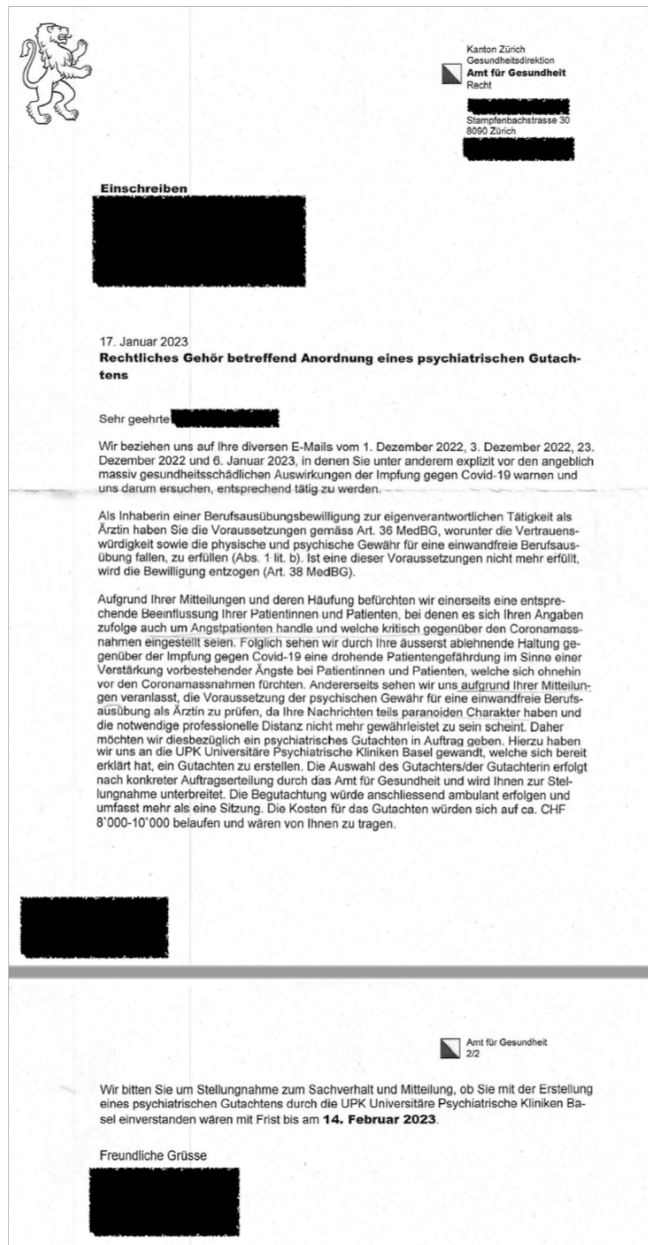 Kanton Zürich
Gesundheitsdirektion
Amt für Gesundheit
Recht
Stampfenbachstrasse 30
8090 Zürich
Einschreiben
17. Januar 2023
Rechtliches Gehör betreffend Anordnung eines psychiatrischen Gutach-
tens
Sehr geehrte
Wir beziehen uns auf Ihre diversen E-Mails vom 1. Dezember 2022, 3. Dezember 2022, 23.
Dezember 2022 und 6. Januar 2023, in denen Sie unter anderem explizit vor den angeblich
massiv gesundheitsschädlichen Auswirkungen der Impfung gegen Covid-19 warnen und
uns darum ersuchen, entsprechend tätig zu werden.
Als Inhaberin einer Berufsausübungsbewilligung zur eigenverantwortlichen Tätigkeit als
Ärztin haben Sie die Voraussetzungen gemäss Art. 36 MedBG, worunter die Vertrauens-
würdigkeit sowie die physische und psychische Gewähr für eine einwandfreie Berufsaus-
übung fallen, zu erfüllen (Abs. 1 lit. b). Ist eine dieser Voraussetzungen nicht mehr erfüllt,
wird die Bewilligung entzogen (Art. 38 MedBG).
Aufgrund Ihrer Mitteilungen und deren Häufung befürchten wir einerseits eine entspre-
chende Beeinflussung Ihrer Patientinnen und Patienten, bei denen es sich Ihren Angaben
zufolge auch um Angstpatienten handle und welche kritisch gegenüber den Coronamass-
nahmen eingestellt seien. Folglich sehen wir durch Ihre äusserst ablehnende Haltung ge-
genüber der Impfung gegen Covid-19 eine drohende Patientengefährdung im Sinne einer
Verstärkung vorbestehender Ängste bei Patientinnen und Patienten, welche sich ohnehin
vor den Coronamassnahmen fürchten. Andererseits sehen wir uns aufgrund Ihrer Mitteilun-
gen veranlasst, die Voraussetzung der psychischen Gewähr für eine einwandfreie Berufs-
ausübung als Ärztin zu prüfen, da Ihre Nachrichten teils paranoiden Charakter haben und
die notwendige professionelle Distanz nicht mehr gewährleistet zu sein scheint. Daher
möchten wir diesbezüglich ein psychiatrisches Gutachten in Auftrag geben. Hierzu haben
wir uns an die UPK Universitäre Psychiatrische Kliniken Basel gewandt, welche sich bereit
erklärt hat, ein Gutachten zu erstellen. Die Auswahl des Gutachters/der Gutachterin erfolgt
nach konkreter Auftragserteilung durch das Amt für Gesundheit und wird Ihnen zur Stel-
lungnahme unterbreitet. Die Begutachtung würde anschliessend ambulant erfolgen und
umfasst mehr als eine Sitzung. Die Kosten für das Gutachten würden sich auf ca. CHF
8`000-10`000 belaufen und wären von Ihnen zu tragen.
Amt für Gesundheit
2/2
Wir bitten Sie um Stellungnahme zum Sachverhalt und Mitteilung, ob Sie mit der Erstellung
eines psychiatrischen Gutachtens durch die UPK Universitäre Psychiatrische Kliniken Ba-
sel einverstanden wären mit Frist bis am 14. Februar 2023.
Freundliche Grüsse